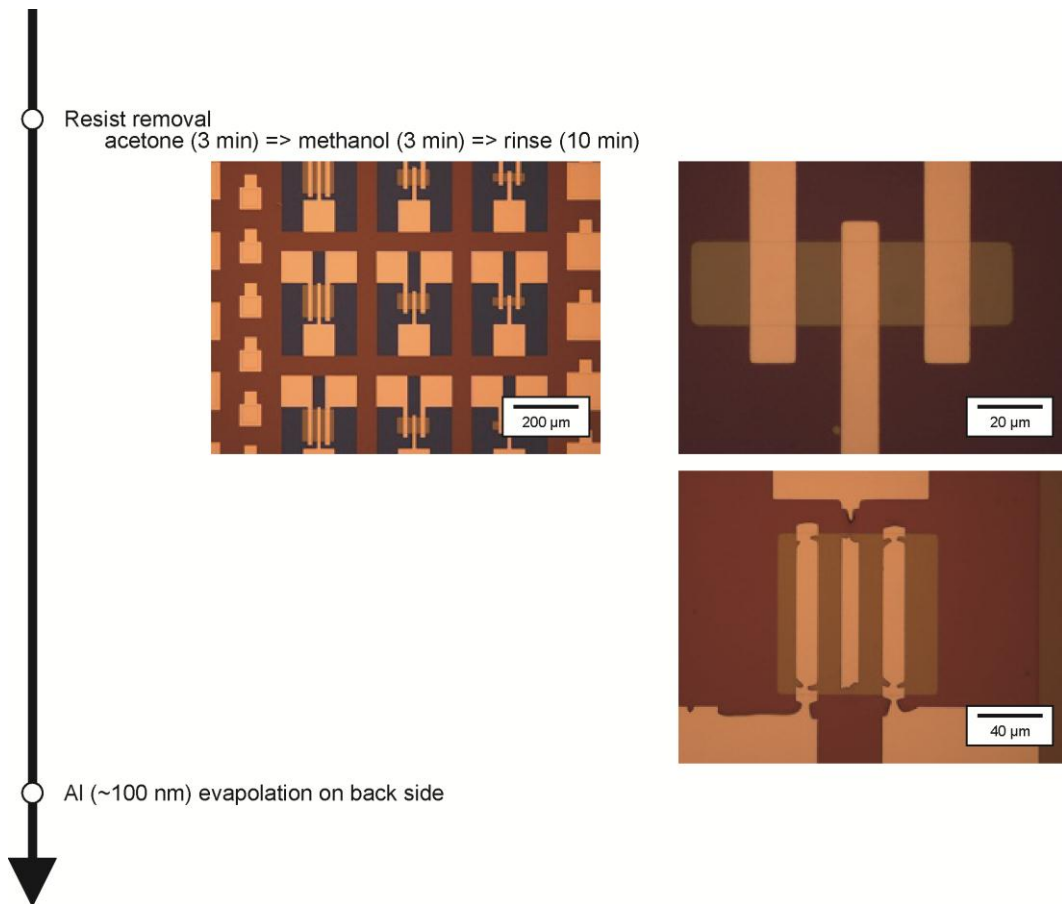 Resist removal
acetone (3 min) => methanol (3 min) => rinse (10 min)
200 µm
20 µm
40 µm
Al (~100 nm) evapolation on back side